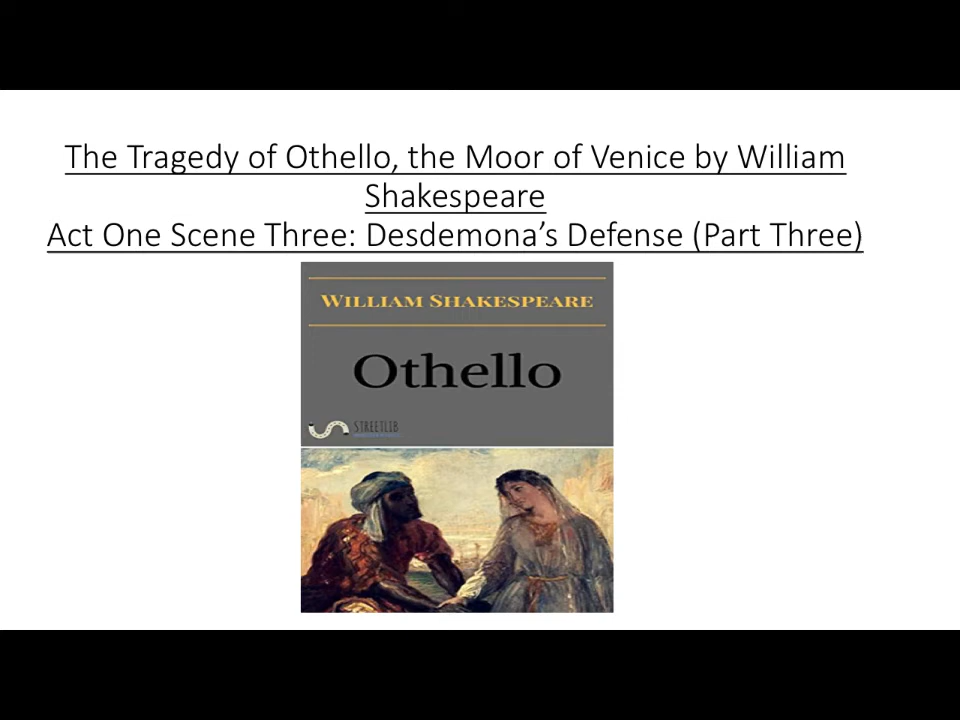 The Tragedy of Othello, the Moor of Venice by William
Shakespeare
Act One Scene Three: Desdemona’s Defense (Part Three)
WILLIAM SHAKESPEARE
Othello
STREETLIB